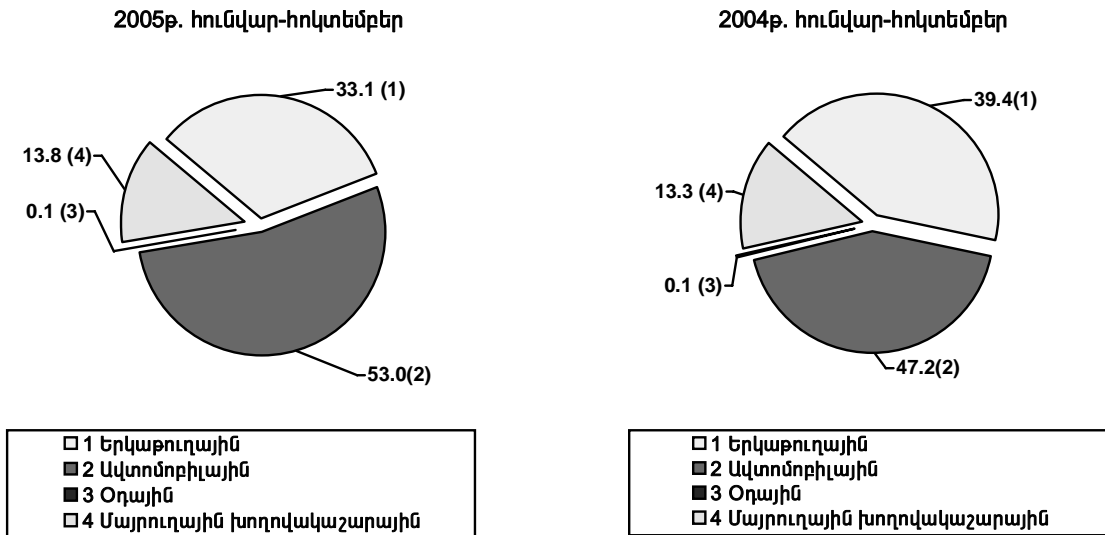 2005թ. հունվար-հոկտեմբեր
33.1 (1)
13.8 (4)
0.1 (3)
53.0(2)
1 Երկաթուղային
2 Ավտոմոբիլային
3 Օդային
4 Մայրուղային խողովակաշարային
2004թ. հունվար-հոկտեմբեր
39.4(1)
13.3 (4)
0.1 (3)
47.2(2)
1 Երկաթուղային
2 Ավտոմոբիլային
3 Օդային
4 Մայրուղային խողովակաշարային